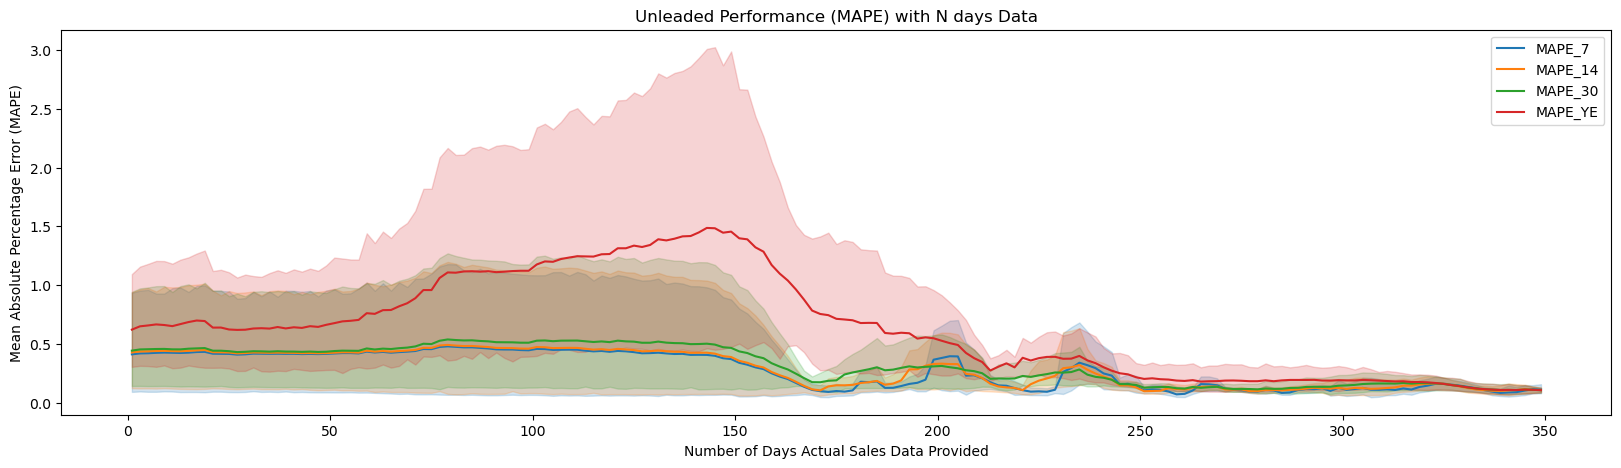 Unleaded Performance (MAPE) with N days Data
Mean Absolute Percentage Error (MAPE)
3.0
2.5
2.0
1.5
1.0
0.5
0.0
MAPE_7
MAPE_14
MAPE_30
MAPE_YE
0 50 100 150 200 250 300 350
Number of Days Actual Sales Data Provided